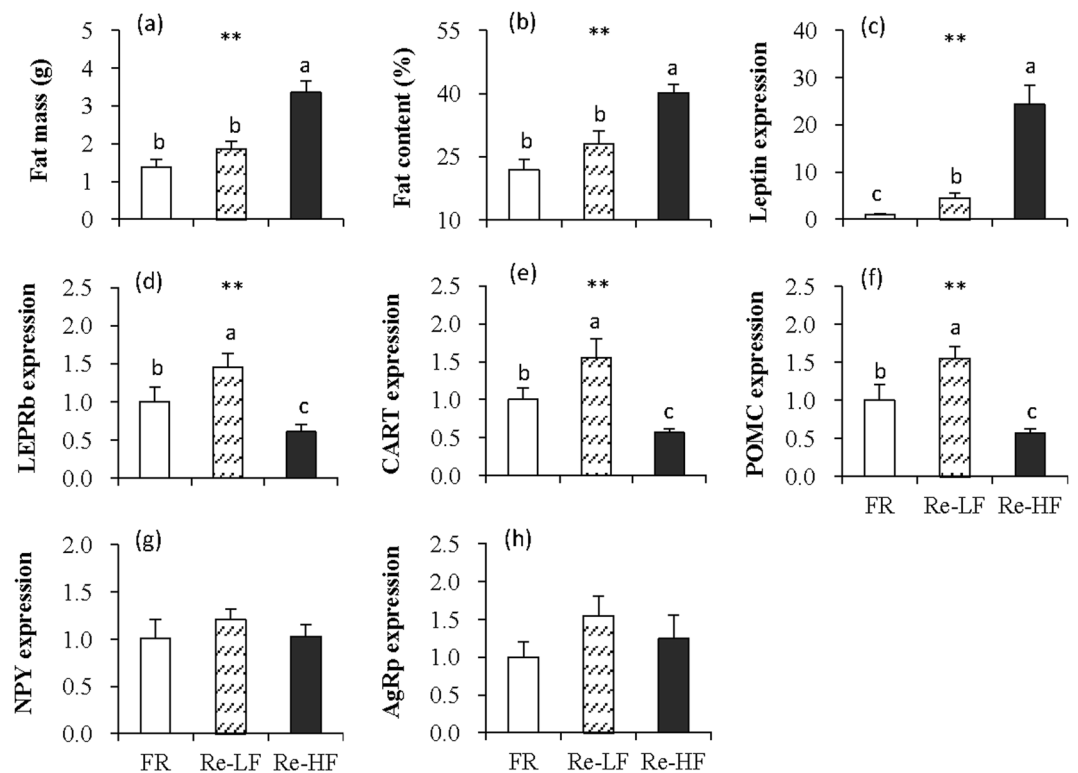 (a)
**
Fat mass (g)
5
4
3
2
1
0
b
b
a
(b)
**
Fat content (%)
55
40
25
10
b
b
a
(c)
**
Leptin expression
40
30
20
10
0
c
b
a
(d)
**
LEPRb expression
2.5
2.0
1.5
1.0
0.5
0.0
b
a
c
(e)
**
CART expression
2.5
2.0
1.5
1.0
0.5
0.0
b
a
c
(f)
**
POMC expression
2.5
2.0
1.5
1.0
0.5
0.0
b
a
c
FR Re-LF Re-HF
(g)
NPY expression
2.0
1.5
1.0
0.5
0.0
FR Re-LF Re-HF
(h)
AgRp expression
2.5
2.0
1.5
1.0
0.5
0.0
FR Re-LF Re-HF